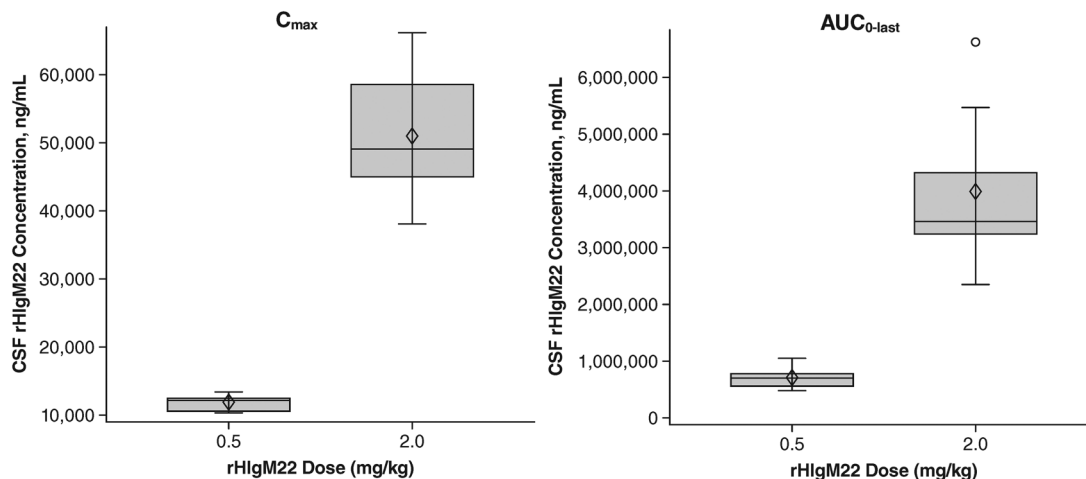 C max
CSF rHIgM22 Concentration, ng/mL
60,000
50,000
40,000
30,000
20,000
10,000
0.5 2.0
rHIgM22 Dose (mg/kg)
AUC 0-last
CSF rHIgM22 Concentration, ng/mL
6,000,000
5,000,000
4,000,000
3,000,000
2,000,000
1,000,000
0
0.5 2.0
rHIgM22 Dose (mg/kg)